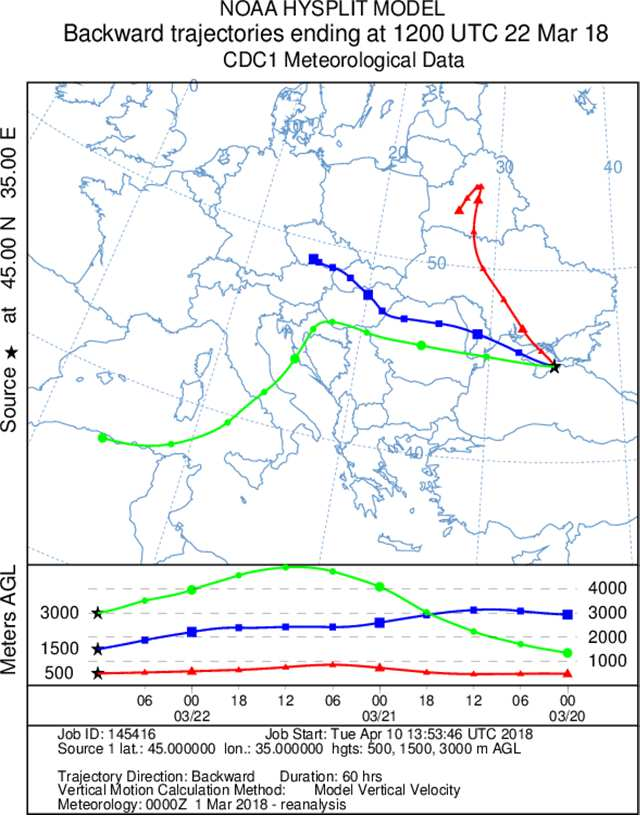 NOAA HYSPLIT MODEL
Backward trajectories ending at 1200 UTC 22 Mar 18
CDC1 Meteorological Data
Source ★ at 45.00 N 35.00 E
0
10
20
30
40
50
40
Meters AGL
3000
1500
500
4000
3000
2000
1000
06 00 18 12 06 00 18 12 06 00
03/22 03/21 03/20
Job ID: 145416 Job Start: Tue Apr 10 13:53:46 UTC 2018
Source 1 lat.: 45.000000 lon.: 35.000000 hgts: 500, 1500, 3000 m AGL
Trajectory Direction: Backward Duration: 60 hrs
Vertical Motion Calculation Method: Model Vertical Velocity
Meteorology: 0000Z 1 Mar 2018 - reanalysis